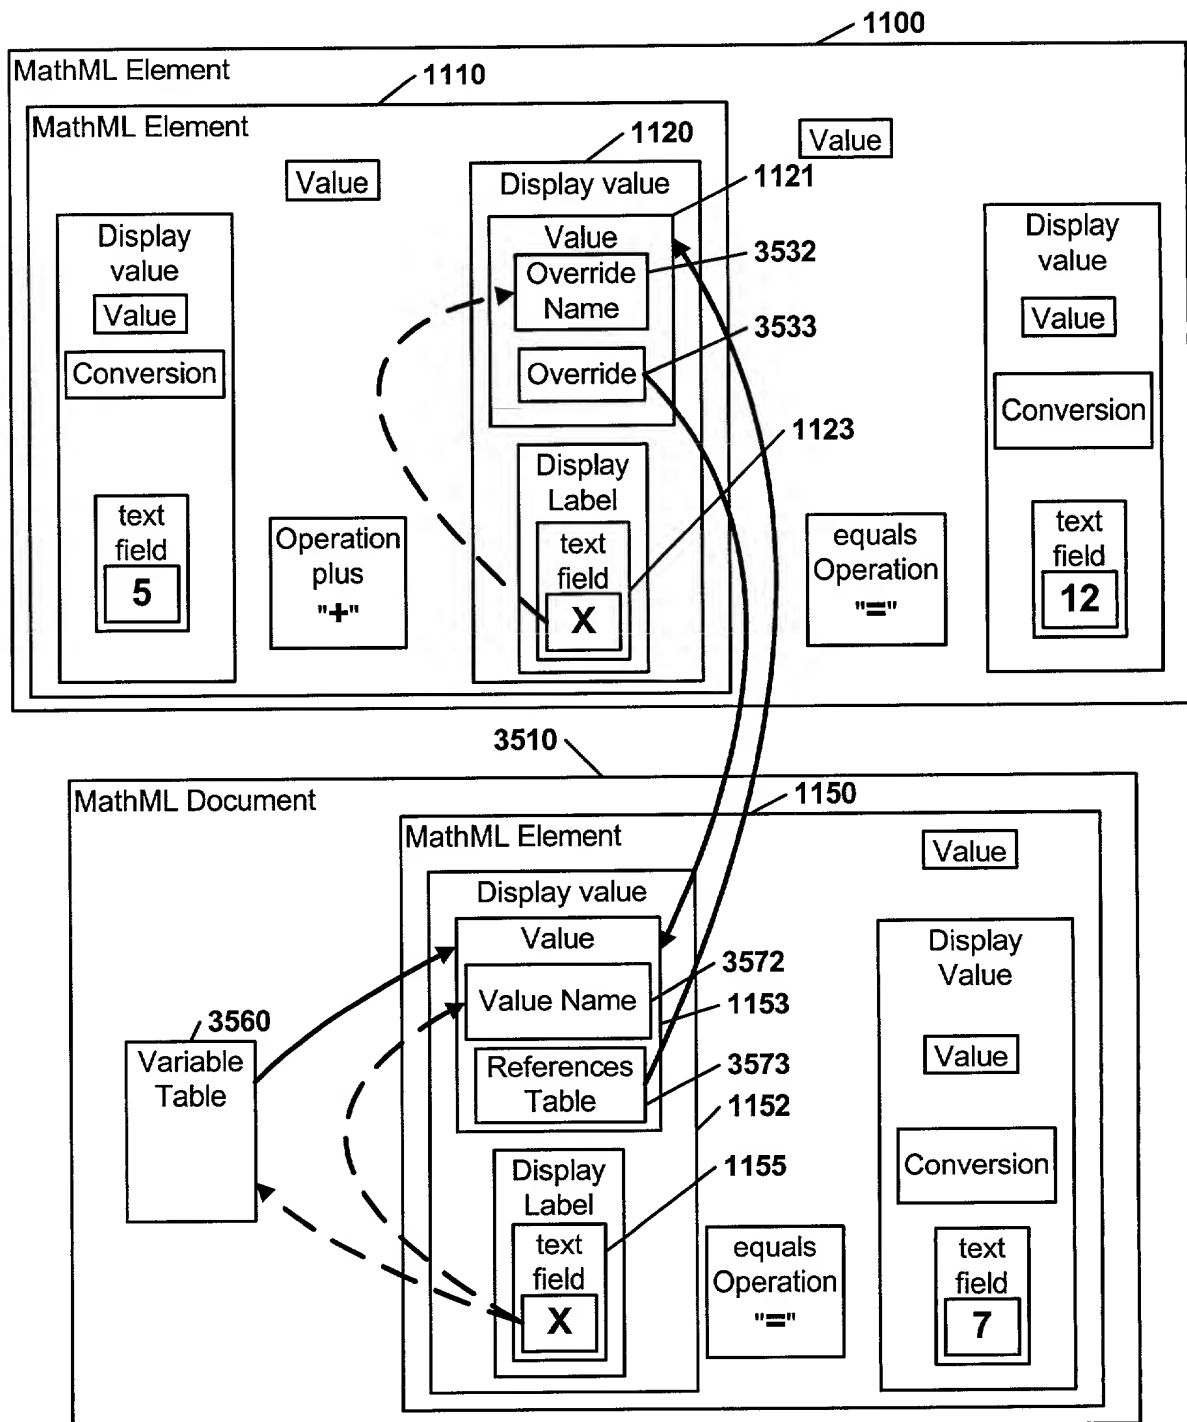 1100
MathML Element
1110
MathML Element
1120
Value
Value
Display value
1121
Display
value
Value
Conversion
text
field
5
Operation
plus
"+"
Value
Override
Name
3532
Override
3533
Display
Label
1123
text
field
X
equals
Operation
"="
Display
value
Value
Conversion
text
field
12
3510
MathML Document
1150
MathML Element
Value
Display value
Value
Value Name
3572
1153
References
Table
3573
1152
3560
Variable
Table
Display
Label
1155
text
field
X
equals
Operation
"="
Display
Value
Value
Conversion
text
field
7